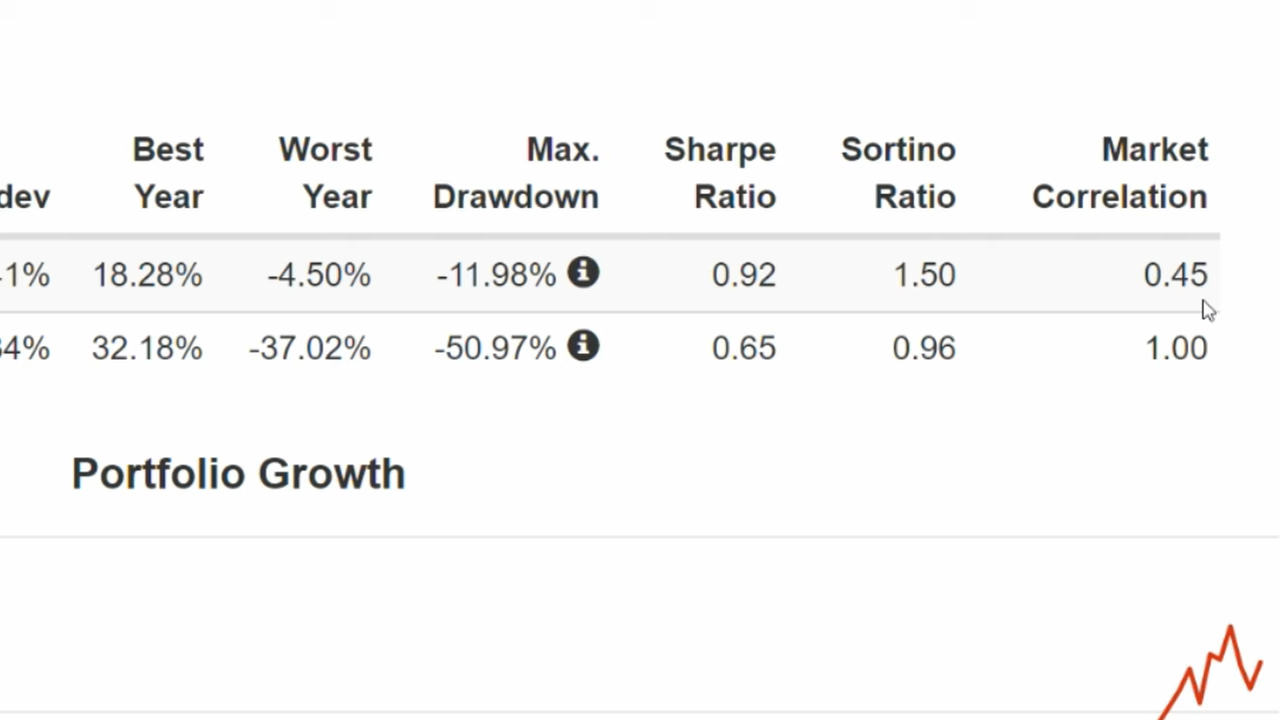 Best Worst Max. Sharpe Sortino Market
dev Year Year Drawdown Ratio Ratio Correlation
1% 18.28% -4.50% -11.98% 0.92 1.50 0.45
4% 32.18% -37.02% -50.97% 0.65 0.96 1.00
Portfolio Growth